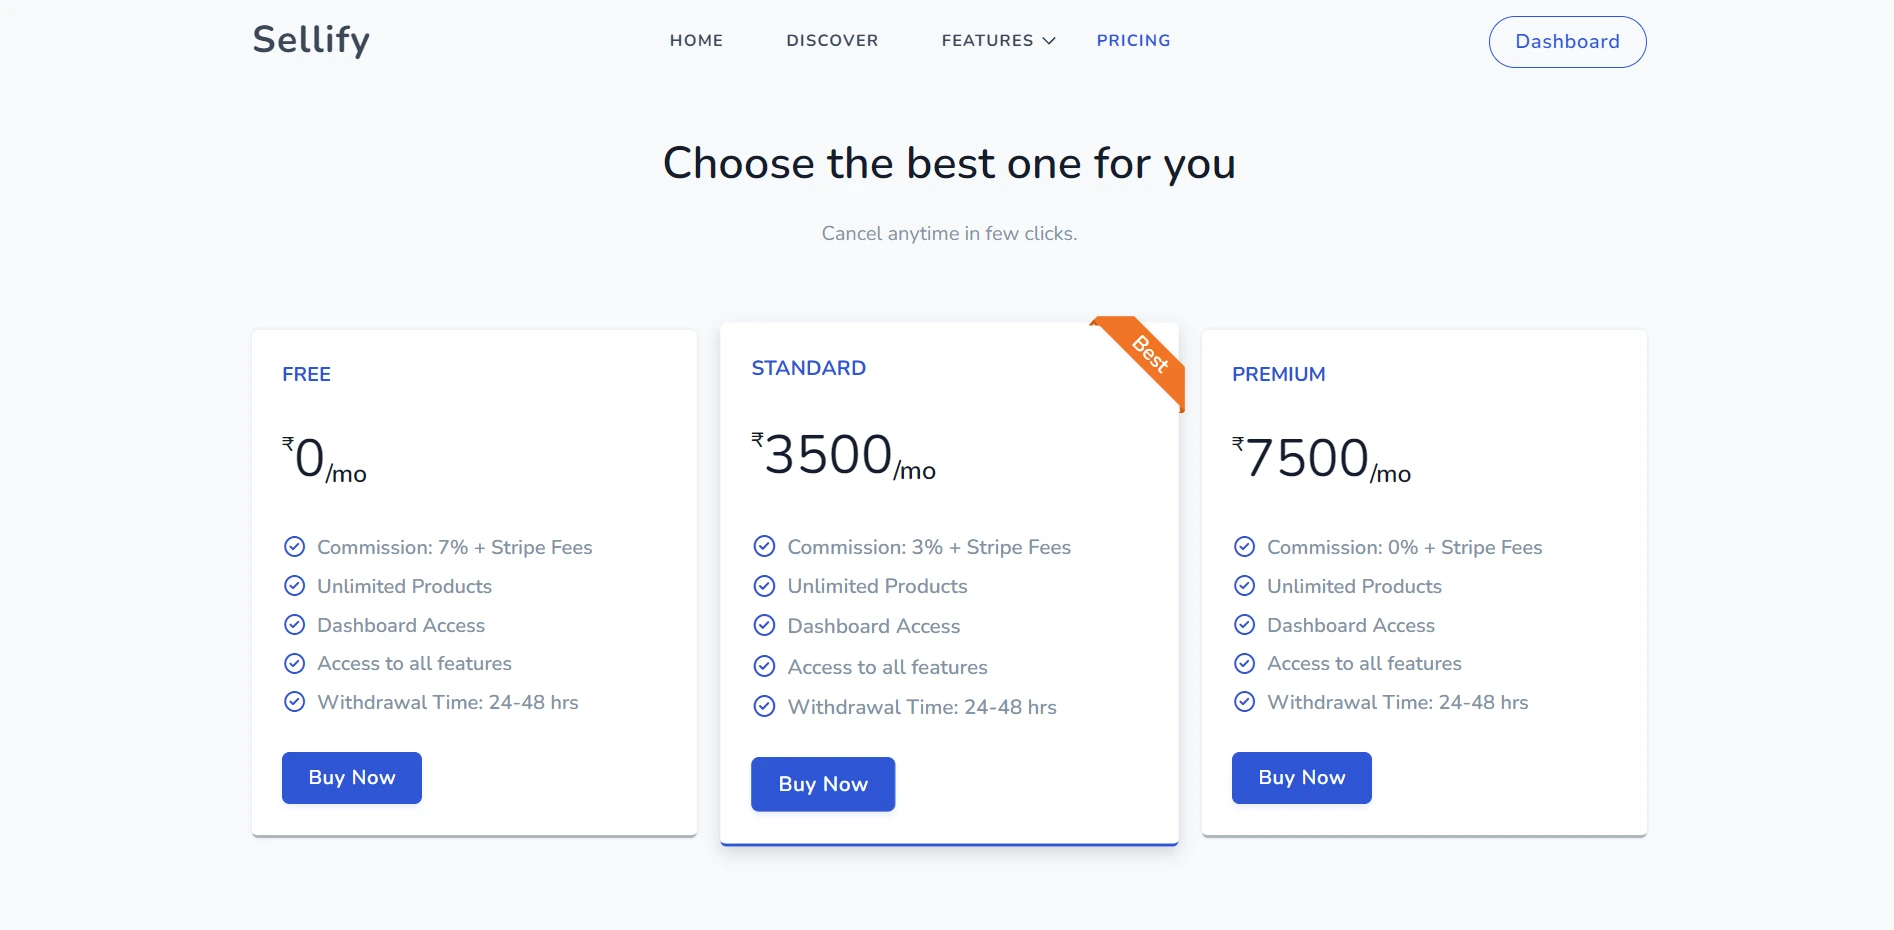 Sellify
HOME DISCOVER FEATURES PRICING
Dashboard
Choose the best one for you
Cancel anytime in few clicks.
FREE
₹0/mo
Commission: 7% + Stripe Fees
Unlimited Products
Dashboard Access
Access to all features
Withdrawal Time: 24-48 hrs
Buy Now
Best
STANDARD
₹3500/mo
Commission: 3% + Stripe Fees
Unlimited Products
Dashboard Access
Access to all features
Withdrawal Time: 24-48 hrs
Buy Now
PREMIUM
₹7500/mo
Commission: 0% + Stripe Fees
Unlimited Products
Dashboard Access
Access to all features
Withdrawal Time: 24-48 hrs
Buy Now